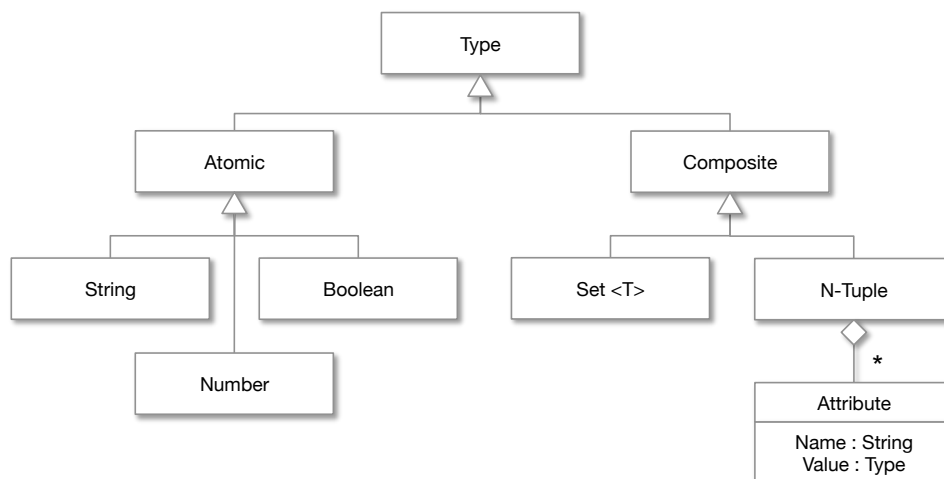 Type
Atomic
Composite
String
Boolean
Set <T>
N-Tuple
Number
*
Attribute
Name : String
Value : Type